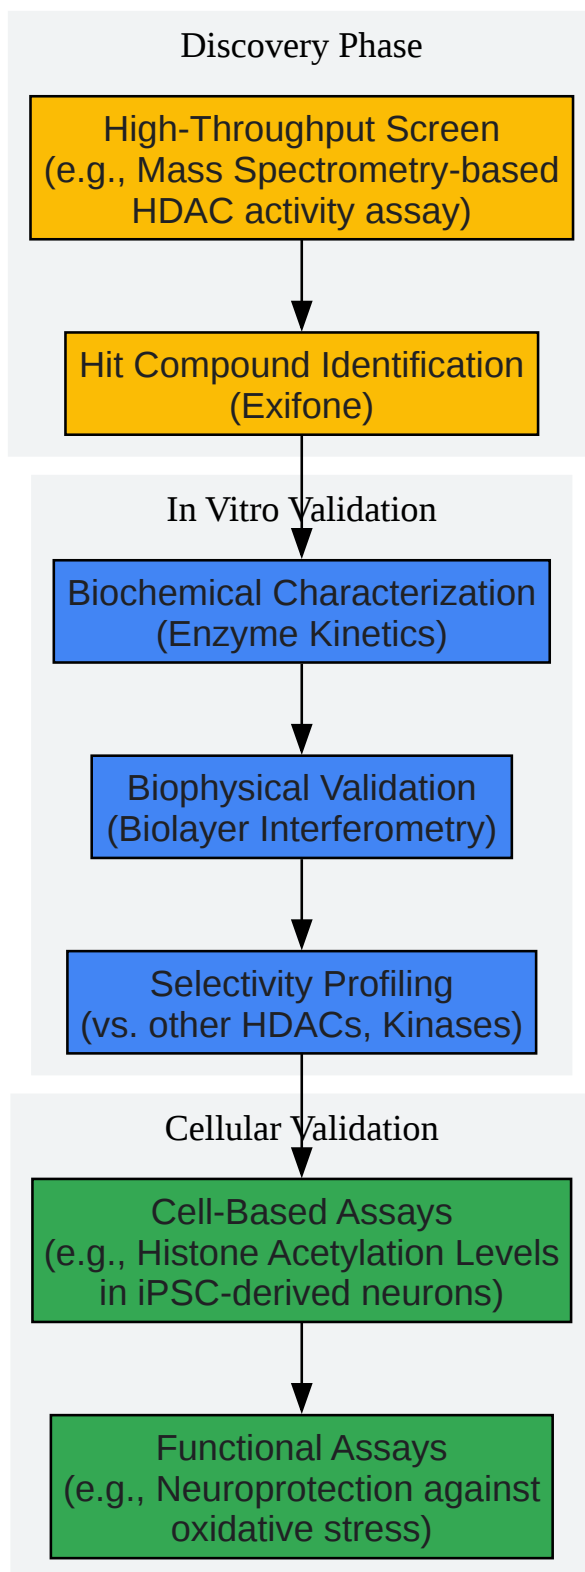 Discovery Phase
High-Throughput Screen
(e.g., Mass Spectrometry-based
HDAC activity assay)
Hit Compound Identification
(Exifone)
In Vitro Validation
Biochemical Characterization
(Enzyme Kinetics)
Biophysical Validation
(Biolayer Interferometry)
Selectivity Profiling
(vs. other HDACs, Kinases)
Cellular Validation
Cell-Based Assays
(e.g., Histone Acetylation Levels
in iPSC-derived neurons)
Functional Assays
(e.g., Neuroprotection against
oxidative stress)